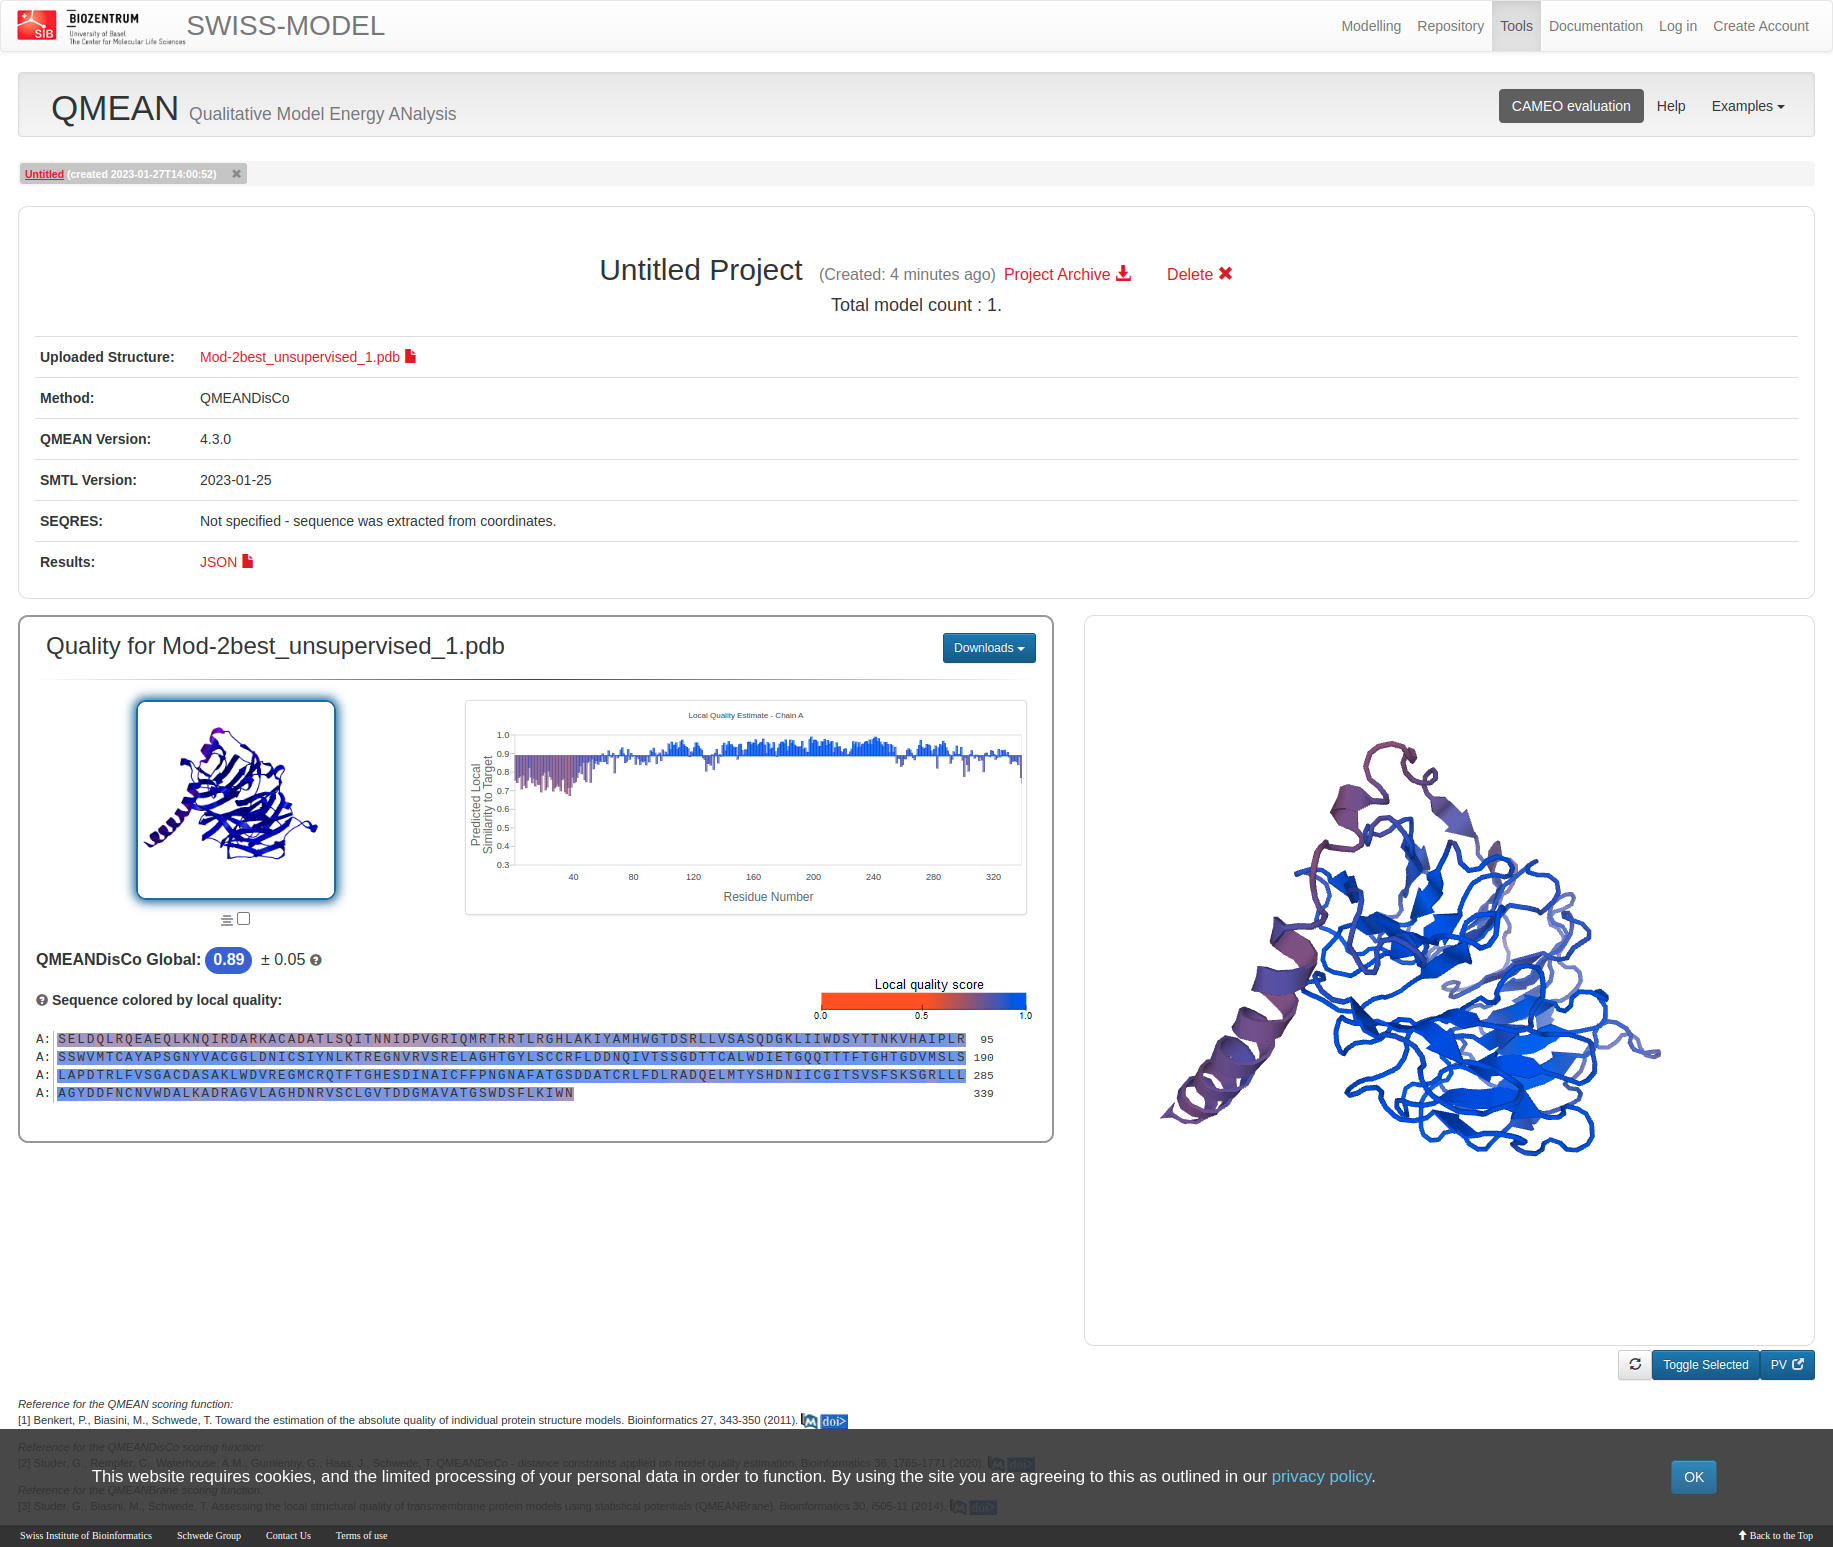 SIB
BIOZENTRUM
University of Basel
The Center for Molecular Life Sciences
SWISS-MODEL
Modelling Repository Tools Documentation Log in Create Account
QMEAN Qualitative Model Energy ANalysis
CAMEO evaluation Help Examples
Untitled (created 2023-01-27T14:00:52)
Untitled Project (Created: 4 minutes ago) Project Archive Delete
Total model count : 1.
Uploaded Structure: Mod-2best_unsupervised_1.pdb
Method: QMEANDisCo
QMEAN Version: 4.3.0
SMTL Version: 2023-01-25
SEQRES: Not specified - sequence was extracted from coordinates.
Results: JSON
Quality for Mod-2best_unsupervised_1.pdb
Downloads
Local Quality Estimate - Chain A
Predicted Local
Similarity to Target
1.0
0.9
0.8
0.7
0.6
0.5
0.4
0.3
40 80 120 160 200 240 280 320
Residue Number
QMEANDisCo Global: 0.89 ± 0.05
Sequence colored by local quality:
Local quality score
0.0 0.5 1.0
A: SELDQLRQEAEQLKNQIRDARKACADATLSQITNNIDPVGRIQMRTRRTLRGHLAKIYAMHWGTDSRLLVSASQDGKLIIWDSYTTNKVHAIPLR 95
A: SSWVMTCAYAPSGNYVACGGLDNICSIYNLKTREGNVRVSRELAGHTGYLSCCRFLDDNQIVTSSGDTTCALWDIETGQQTTTFTGHTGDVMSLS 190
A: LAPDTRLFVSGACDASAKLWDVREGMCRQTFTGHESDINAICFFPNGNAFATGSDDATCRLFDLRADQELMTYSHDNIICGITSVSFSKSGRLLL 285
A: AGYDDFNCNVWDALKADRAGVLAGHDNRVSCLGVTDDGMAVATGSWDSFLKIWN 339
Toggle Selected PV
Reference for the QMEAN scoring function:
[1] Benkert, P., Biasini, M., Schwede, T. Toward the estimation of the absolute quality of individual protein structure models. Bioinformatics 27, 343-350 (2011). doi>
Reference for the QMEANDisCo scoring function:
[2] Studer, G., Rempfer, C., Waterhouse, A.M., Gumienny, G., Haas, J., Schwede, T. QMEANDisCo - distance constraints applied on model quality estimation. Bioinformatics 36, 1765-1771 (2020). doi>
This website requires cookies, and the limited processing of your personal data in order to function. By using the site you are agreeing to this as outlined in our privacy policy.
OK
Reference for the QMEANBrane scoring function:
[3] Studer, G., Biasini, M., Schwede, T. Assessing the local structural quality of transmembrane protein models using statistical potentials (QMEANBrane). Bioinformatics 30, i505-11 (2014). doi>
Swiss Institute of Bioinformatics Schwede Group Contact Us Terms of use
Back to the Top